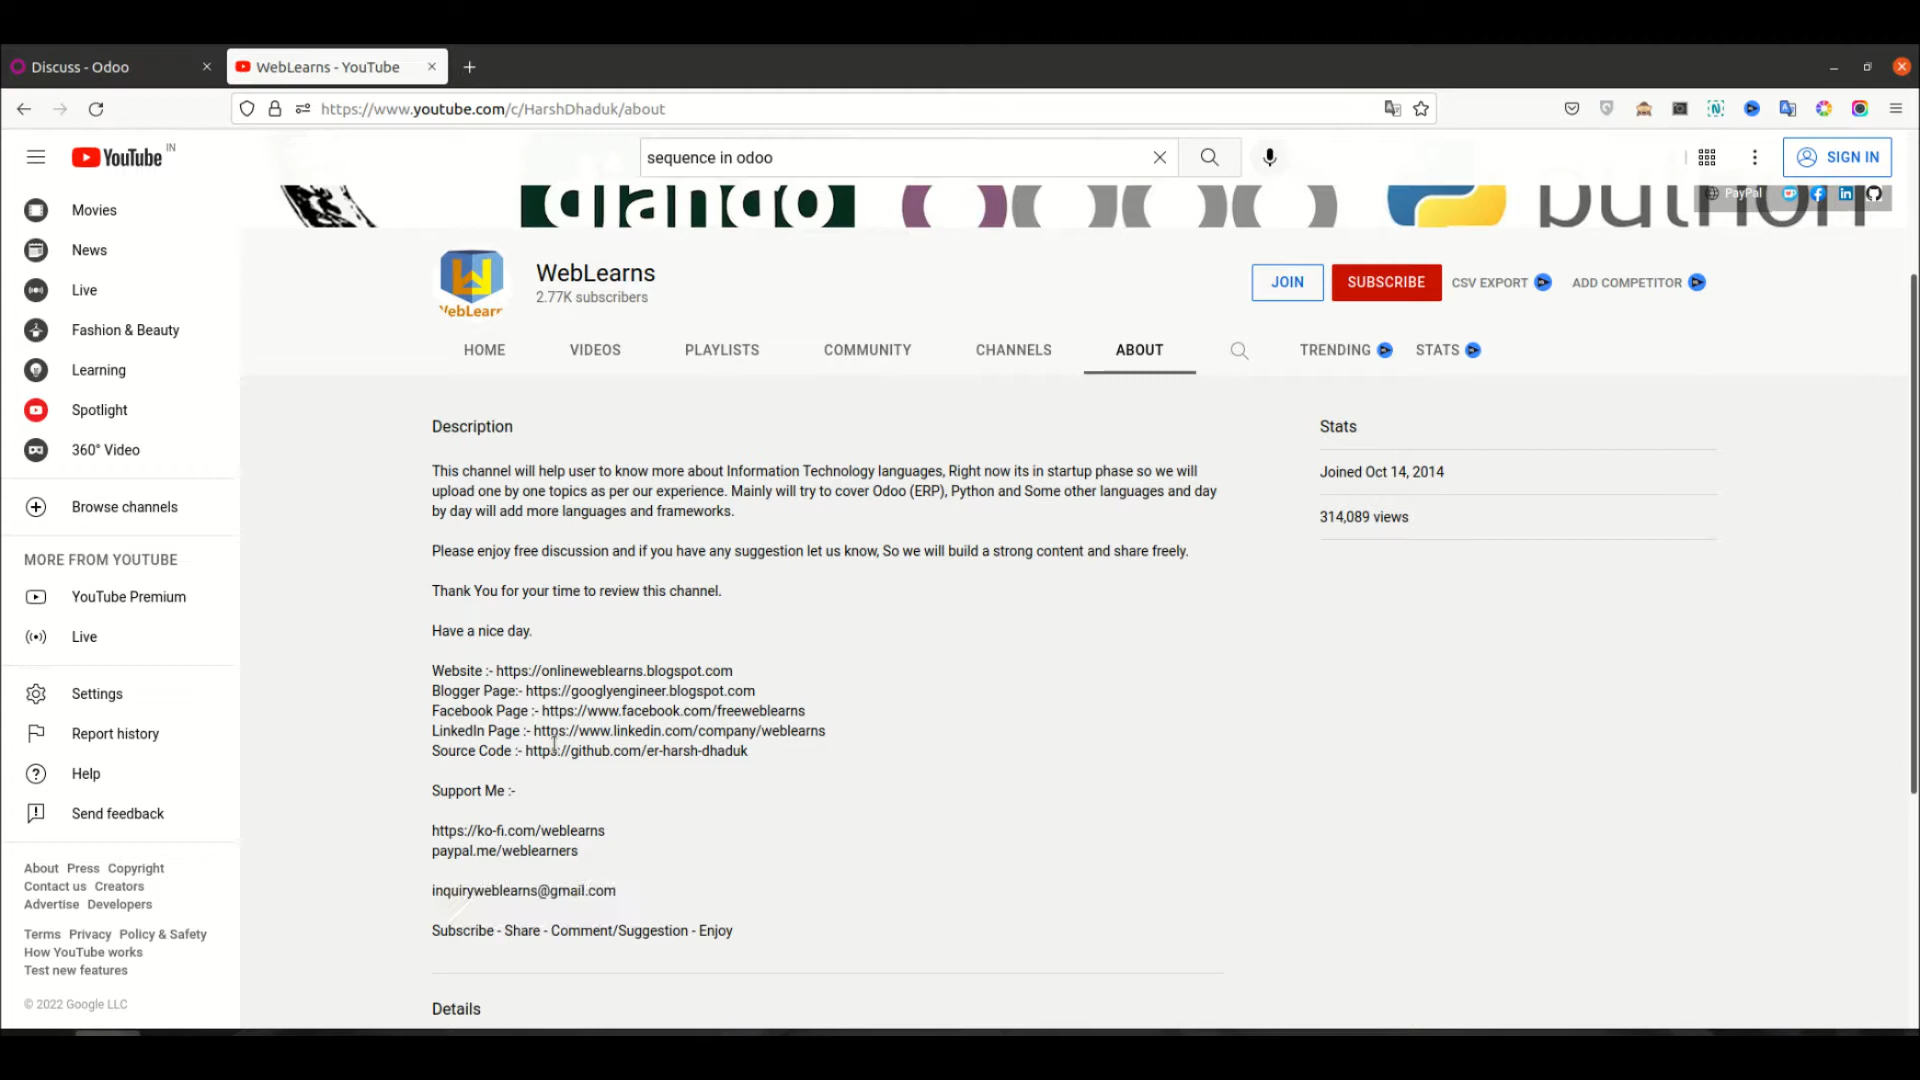 Discuss - Odoo
WebLearns - YouTube
https://www.youtube.com/c/HarshDhaduk/about
YouTube IN
sequence in odoo
SIGN IN
django
odoo
python
PayPal
Movies
News
Live
Fashion & Beauty
Learning
Spotlight
360° Video
Browse channels
MORE FROM YOUTUBE
YouTube Premium
Live
Settings
Report history
Help
Send feedback
About Press Copyright
Contact us Creators
Advertise Developers
Terms Privacy Policy & Safety
How YouTube works
Test new features
© 2022 Google LLC
WebLearns
2.77K subscribers
JOIN
SUBSCRIBE
CSV EXPORT
ADD COMPETITOR
HOME
VIDEOS
PLAYLISTS
COMMUNITY
CHANNELS
ABOUT
TRENDING
STATS
Description
This channel will help user to know more about Information Technology languages, Right now its in startup phase so we will
upload one by one topics as per our experience. Mainly will try to cover Odoo (ERP), Python and Some other languages and day
by day will add more languages and frameworks.
Please enjoy free discussion and if you have any suggestion let us know, So we will build a strong content and share freely.
Thank You for your time to review this channel.
Have a nice day.
Website :- https://onlineweblearns.blogspot.com
Blogger Page:- https://googlyengineer.blogspot.com
Facebook Page :- https://www.facebook.com/freeweblearns
LinkedIn Page :- https://www.linkedin.com/company/weblearns
Source Code :- https://github.com/er-harsh-dhaduk
Support Me :-
https://ko-fi.com/weblearns
paypal.me/weblearners
inquiryweblearns@gmail.com
Subscribe - Share - Comment/Suggestion - Enjoy
Details
Stats
Joined Oct 14, 2014
314,089 views